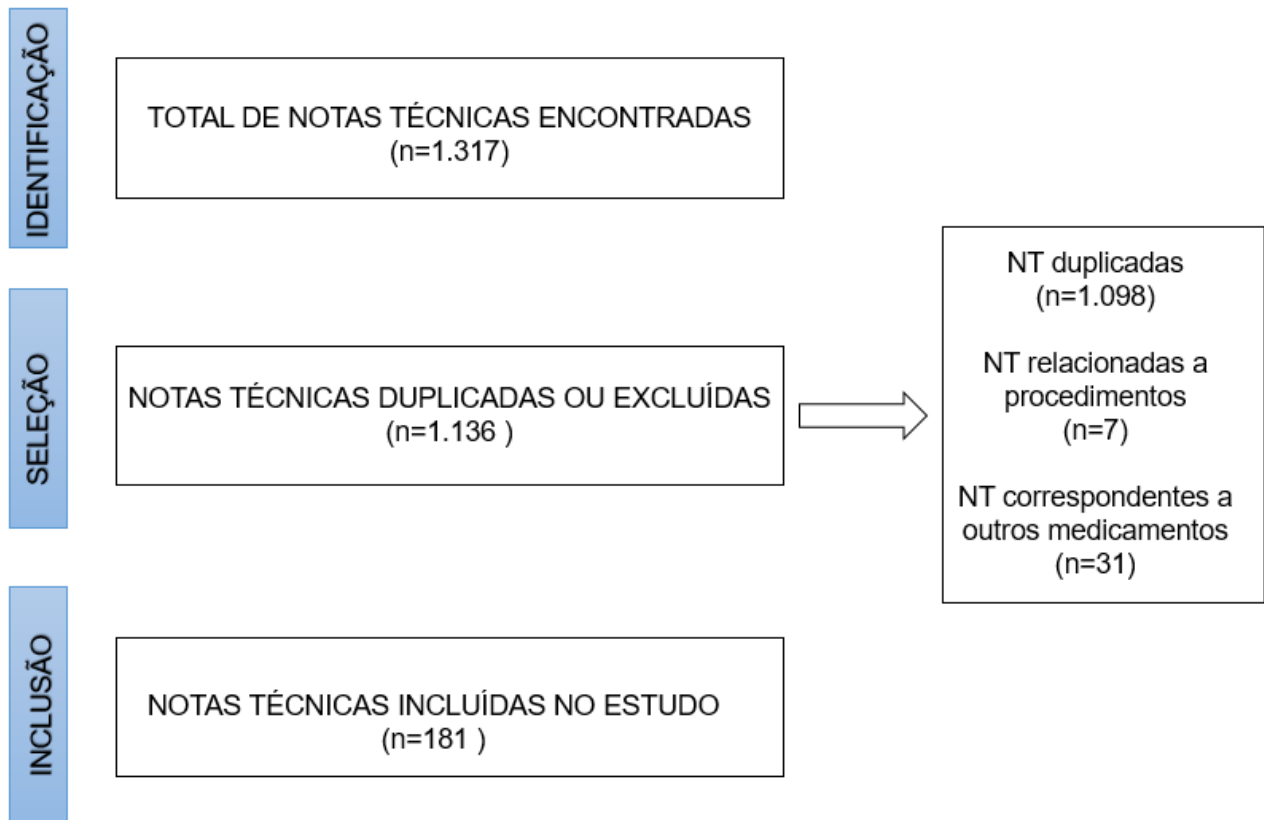 IDENTIFICAÇÃO
TOTAL DE NOTAS TÉCNICAS ENCONTRADAS
(n=1.317)
SELEÇÃO
NOTAS TÉCNICAS DUPLICADAS OU EXCLUÍDAS
(n=1.136 )
NT duplicadas
(n=1.098)
NT relacionadas a
procedimentos
(n=7)
NT correspondentes a
outros medicamentos
(n=31)
INCLUSÃO
NOTAS TÉCNICAS INCLUÍDAS NO ESTUDO
(n=181 )